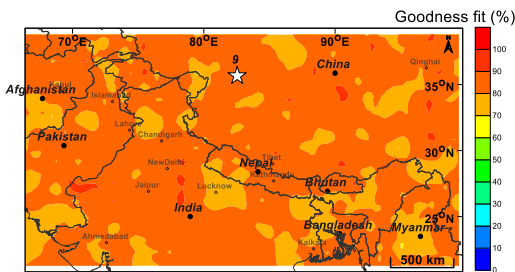 Goodness fit (%)
70°E
80°E
90°E
N
9
China
Qinghai
100
Kabul
Afghanistan
Islamabad
35°N
90
80
Lahore
Chandigarh
70
Pakistan
60
NewDelhi
Nepal
Tibet
Kathmandu
30°N
50
Jaipur
Lucknow
Bhutan
40
India
Bangladesh
25°N
30
Myanmar
20
Ahmedabad
Kalkata
10
500 km
0